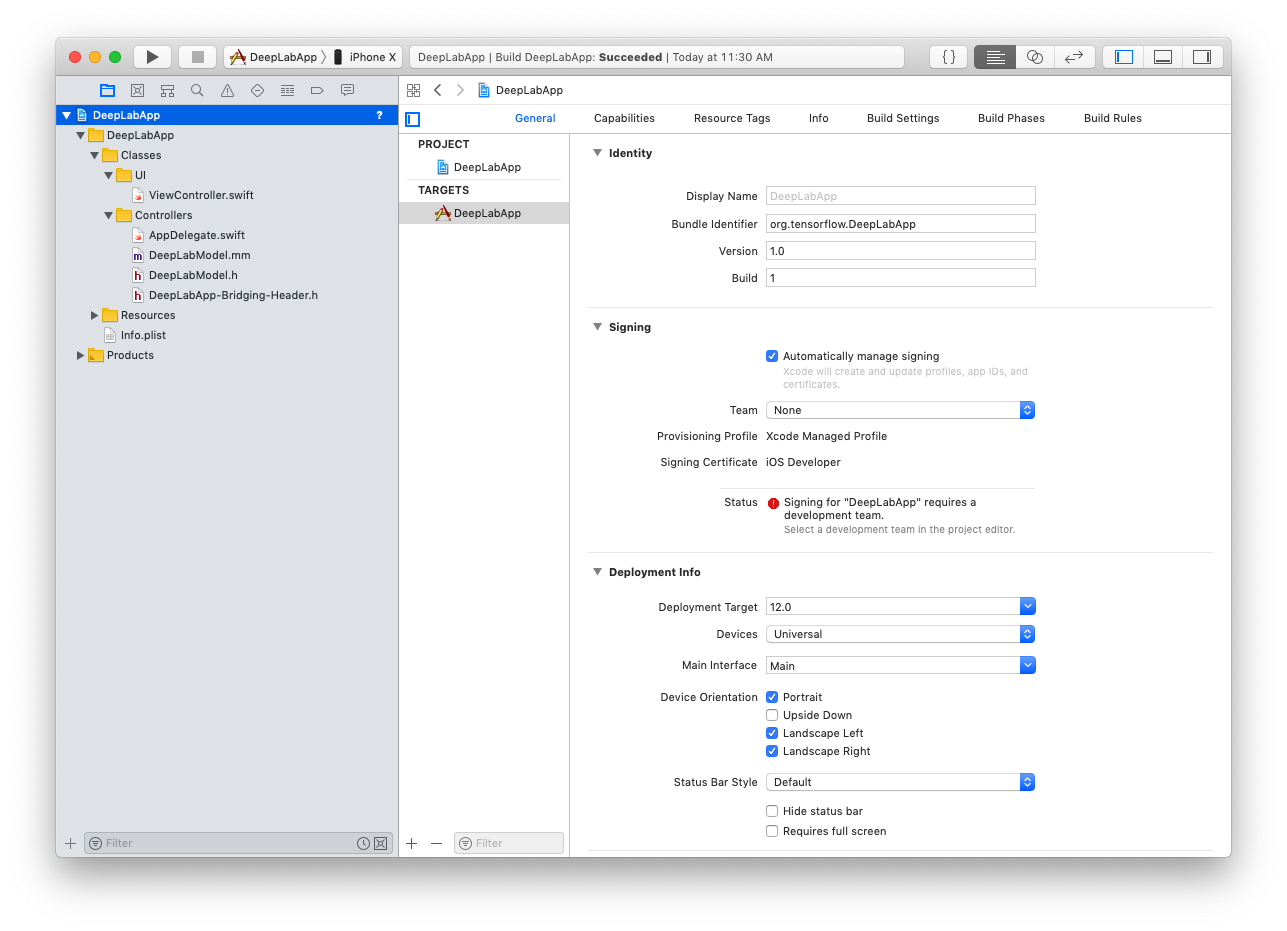 DeepLabApp 〉 iPhone X
DeepLabApp | Build DeepLabApp: Succeeded | Today at 11:30 AM
{ }
DeepLabApp ?
DeepLabApp
Classes
UI
ViewController.swift
Controllers
AppDelegate.swift
m DeepLabModel.mm
h DeepLabModel.h
h DeepLabApp-Bridging-Header.h
Resources
Info.plist
Products
Filter
DeepLabApp
General Capabilities Resource Tags Info Build Settings Build Phases Build Rules
PROJECT
DeepLabApp
TARGETS
DeepLabApp
Filter
Identity
Display Name DeepLabApp
Bundle Identifier org.tensorflow.DeepLabApp
Version 1.0
Build 1
Signing
Automatically manage signing
Xcode will create and update profiles, app IDs, and
certificates.
Team None
Provisioning Profile Xcode Managed Profile
Signing Certificate iOS Developer
Status Signing for "DeepLabApp" requires a
development team.
Select a development team in the project editor.
Deployment Info
Deployment Target 12.0
Devices Universal
Main Interface Main
Device Orientation Portrait
Upside Down
Landscape Left
Landscape Right
Status Bar Style Default
Hide status bar
Requires full screen